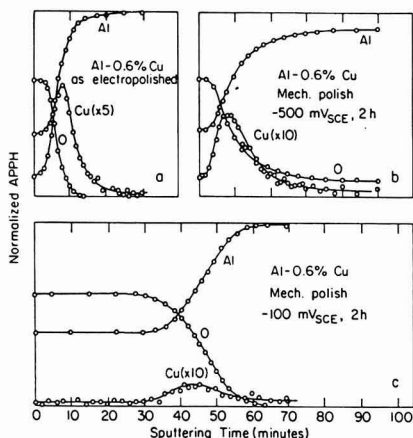 Al
Al-0.6% Cu
as electropolished
Cu(x5)
O
a
Al
Al-0.6% Cu
Mech. polish
-500 mVSCE, 2h
Cu(x10)
O
b
Normalized APPH
Al
Al-0.6% Cu
Mech. polish
-100 mVSCE, 2h
O
Cu(x10)
c
0 10 20 30 40 50 60 70 80 90 100
Sputtering Time (minutes)